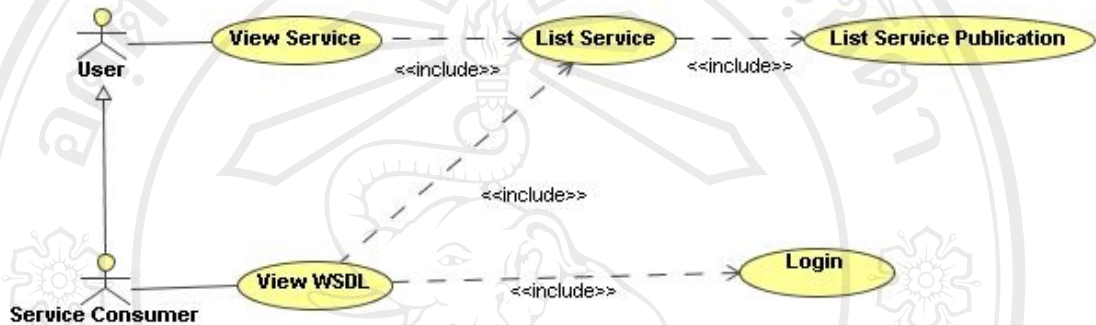 View Service
List Service
List Service Publication
User
<<include>>
<<include>>
<<include>>
View WSDL
Login
<<include>>
Service Consumer